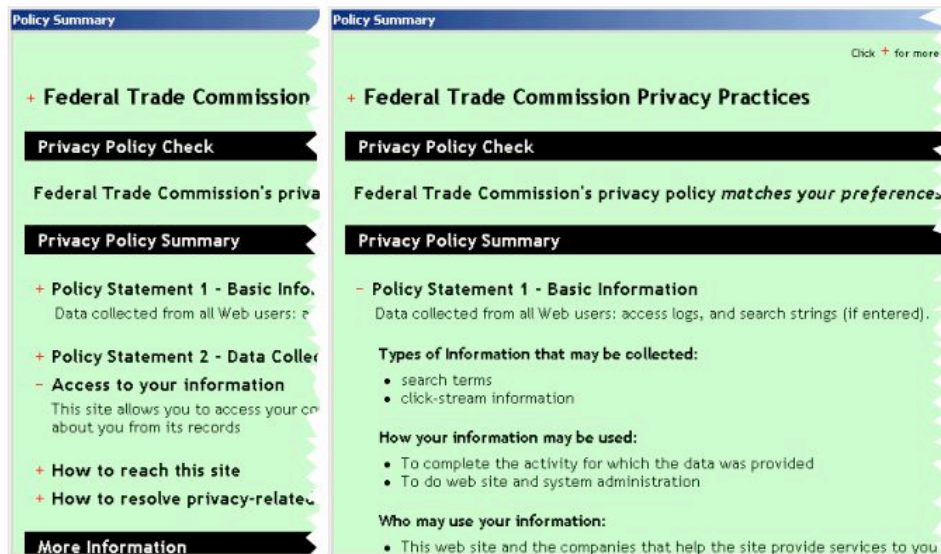 Policy Summary
+ Federal Trade Commission
Privacy Policy Check
Federal Trade Commission's priva
Privacy Policy Summary
+ Policy Statement 1 - Basic Info
Data collected from all Web users:
+ Policy Statement 2 - Data Collec
- Access to your information
This site allows you to access your co
about you from its records
+ How to reach this site
+ How to resolve privacy-related
More Information
Policy Summary
Click + for more
+ Federal Trade Commission Privacy Practices
Privacy Policy Check
Federal Trade Commission's privacy policy matches your preferences
Privacy Policy Summary
- Policy Statement 1 - Basic Information
Data collected from all Web users: access logs, and search strings (if entered).
Types of Information that may be collected:
• search terms
• click-stream information
How your information may be used:
• To complete the activity for which the data was provided
• To do web site and system administration
Who may use your information:
• This web site and the companies that help the site provide services to you